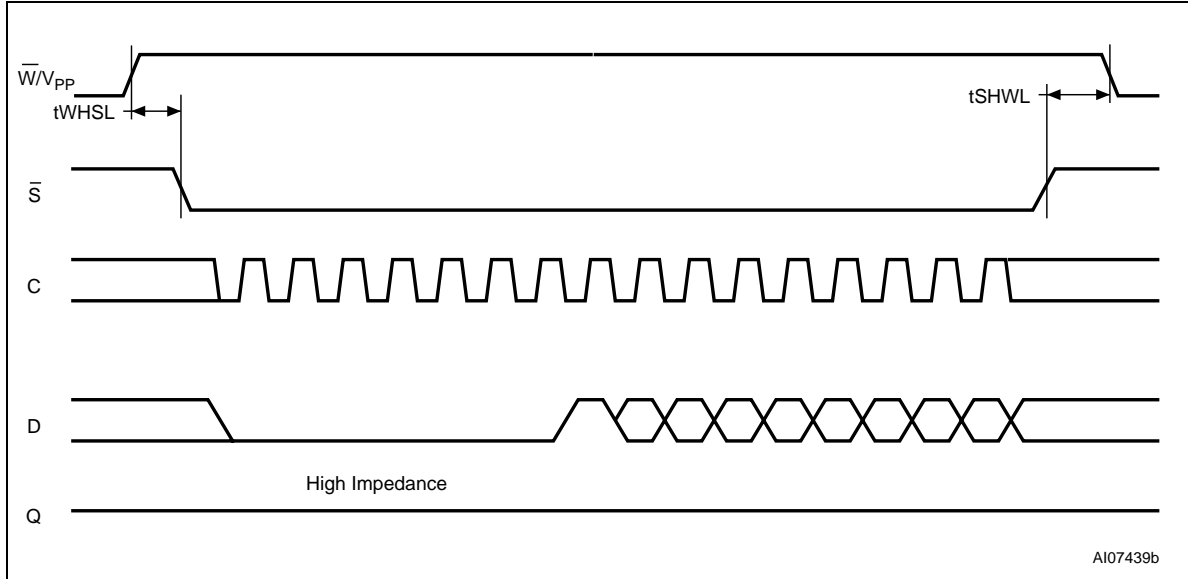 W̅/VPP
tWHSL
tSHWL
S̅
C
D
High Impedance
Q
AI07439b